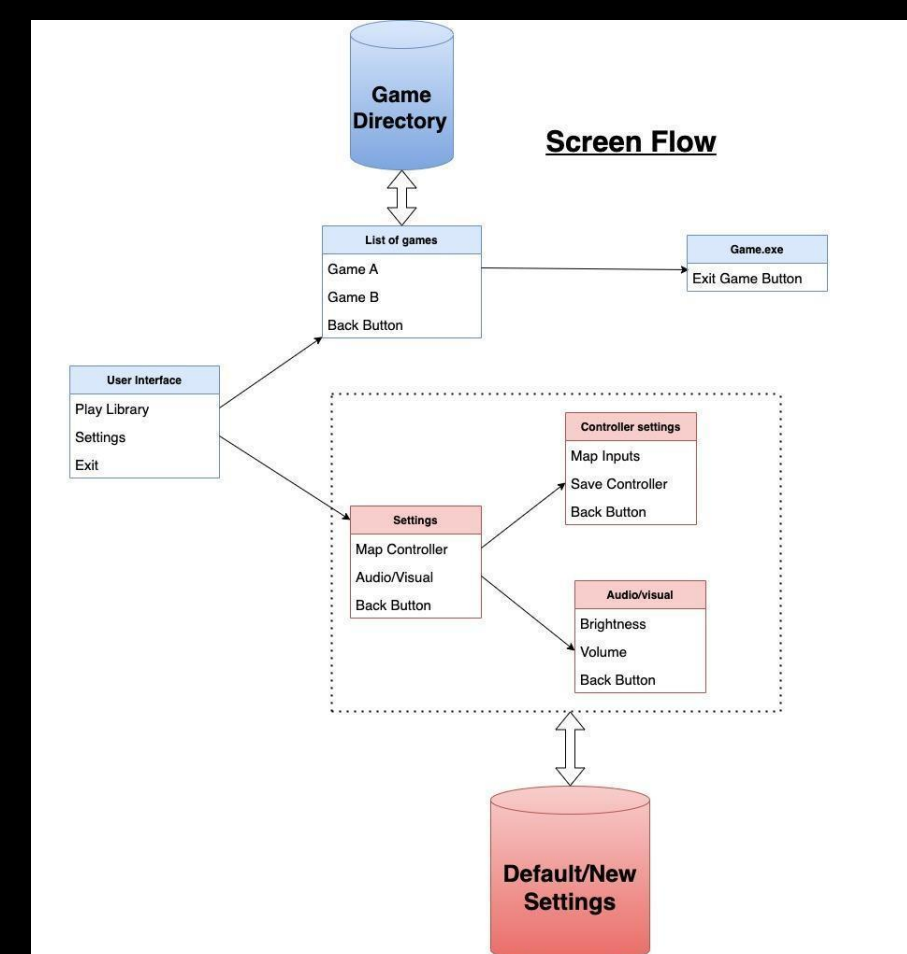 Game
Directory
Screen Flow
List of games
Game A
Game B
Back Button
Game.exe
Exit Game Button
User Interface
Play Library
Settings
Exit
Controller settings
Map Inputs
Save Controller
Back Button
Settings
Map Controller
Audio/Visual
Back Button
Audio/visual
Brightness
Volume
Back Button
Default/New
Settings